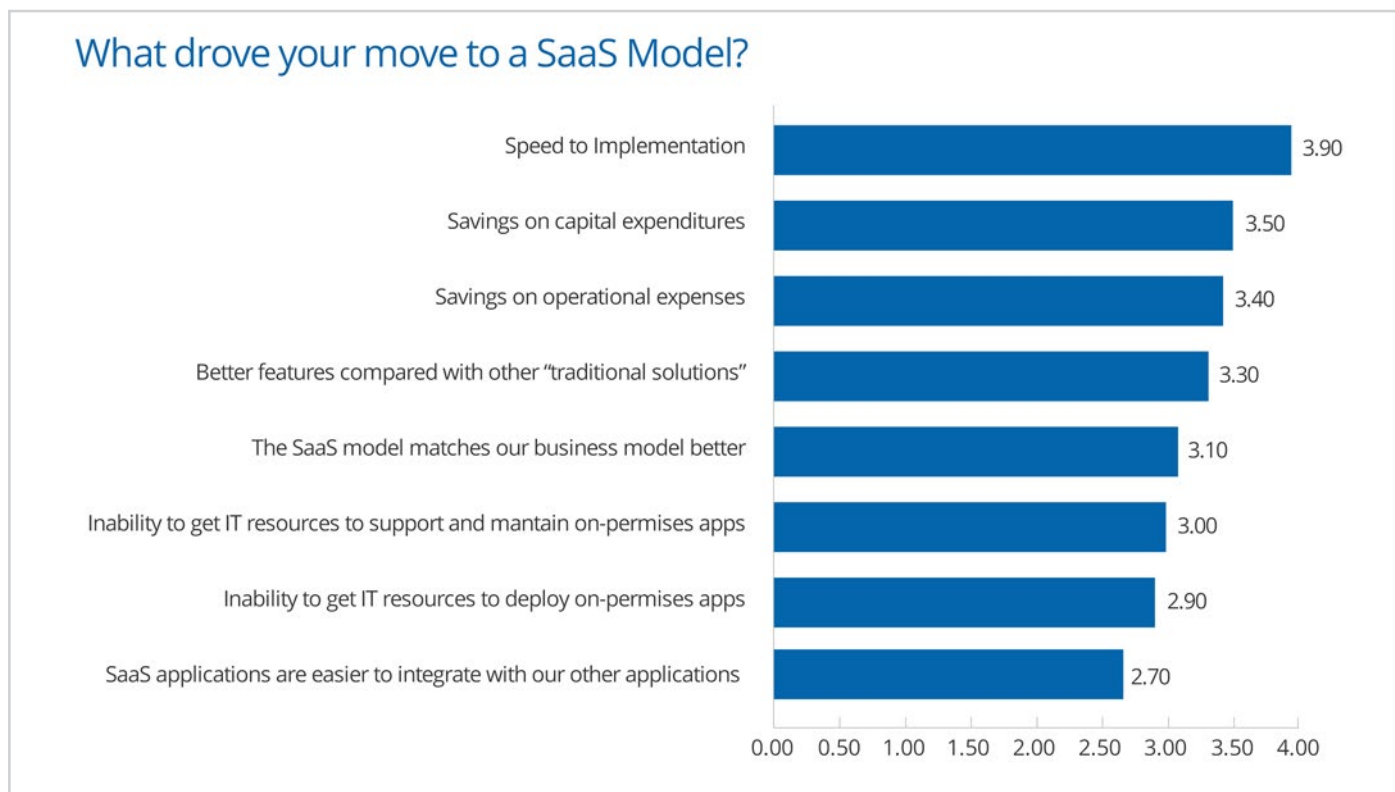 What drove your move to a SaaS Model?
Speed to Implementation 3.90
Savings on capital expenditures 3.50
Savings on operational expenses 3.40
Better features compared with other “traditional solutions” 3.30
The SaaS model matches our business model better 3.10
Inability to get IT resources to support and mantain on-permises apps 3.00
Inability to get IT resources to deploy on-permises apps 2.90
SaaS applications are easier to integrate with our other applications 2.70
0.00 0.50 1.00 1.50 2.00 2.50 3.00 3.50 4.00